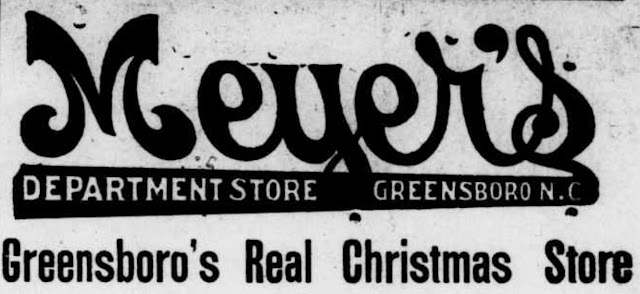 Meyer's
DEPARTMENT STORE GREENSBORO N.C.
Greensboro's Real Christmas Store